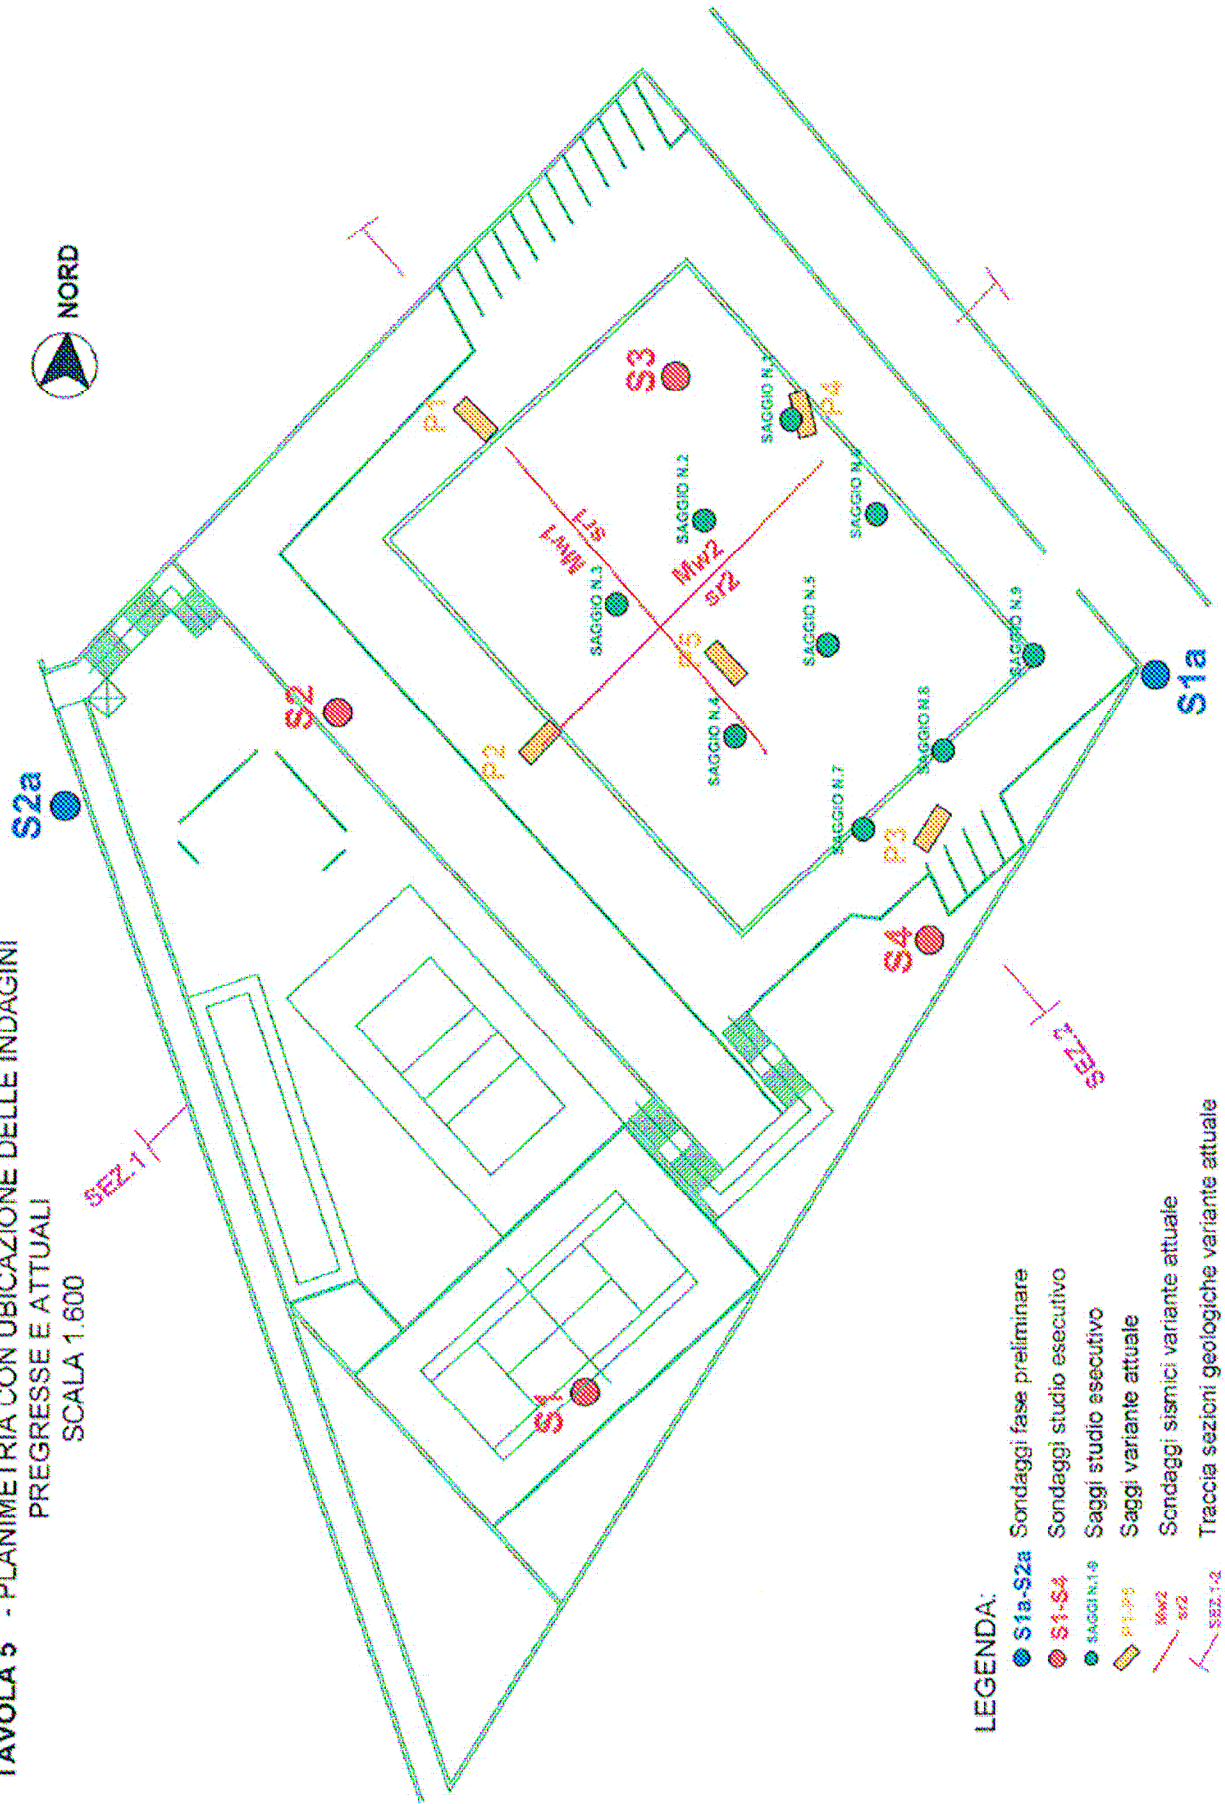 TAVOLA 5 - PLANIMETRIA CON UBICAZIONE DELLE INDAGINI
PREGRESSE E ATTUALI
SCALA 1:600
NORD
S2a
SEZ.1
S2
S1
P1
P2
S3
Mw1
sr1
Mw2
sr2
P5
P4
P3
SAGGIO N.3
SAGGIO N.2
SAGGIO N.4
SAGGIO N.5
SAGGIO N.7
SAGGIO N.8
SAGGIO N.9
S4
S1a
SEZ.2
LEGENDA:
S1a-S2a Sondaggi fase preliminare
S1-S4 Sondaggi studio esecutivo
SAGGI N.1-9 Saggi studio esecutivo
P1-P5 Saggi variante attuale
Mw2 sr2 Sondaggi sismici variante attuale
SEZ.1-2 Traccia sezioni geologiche variante attuale